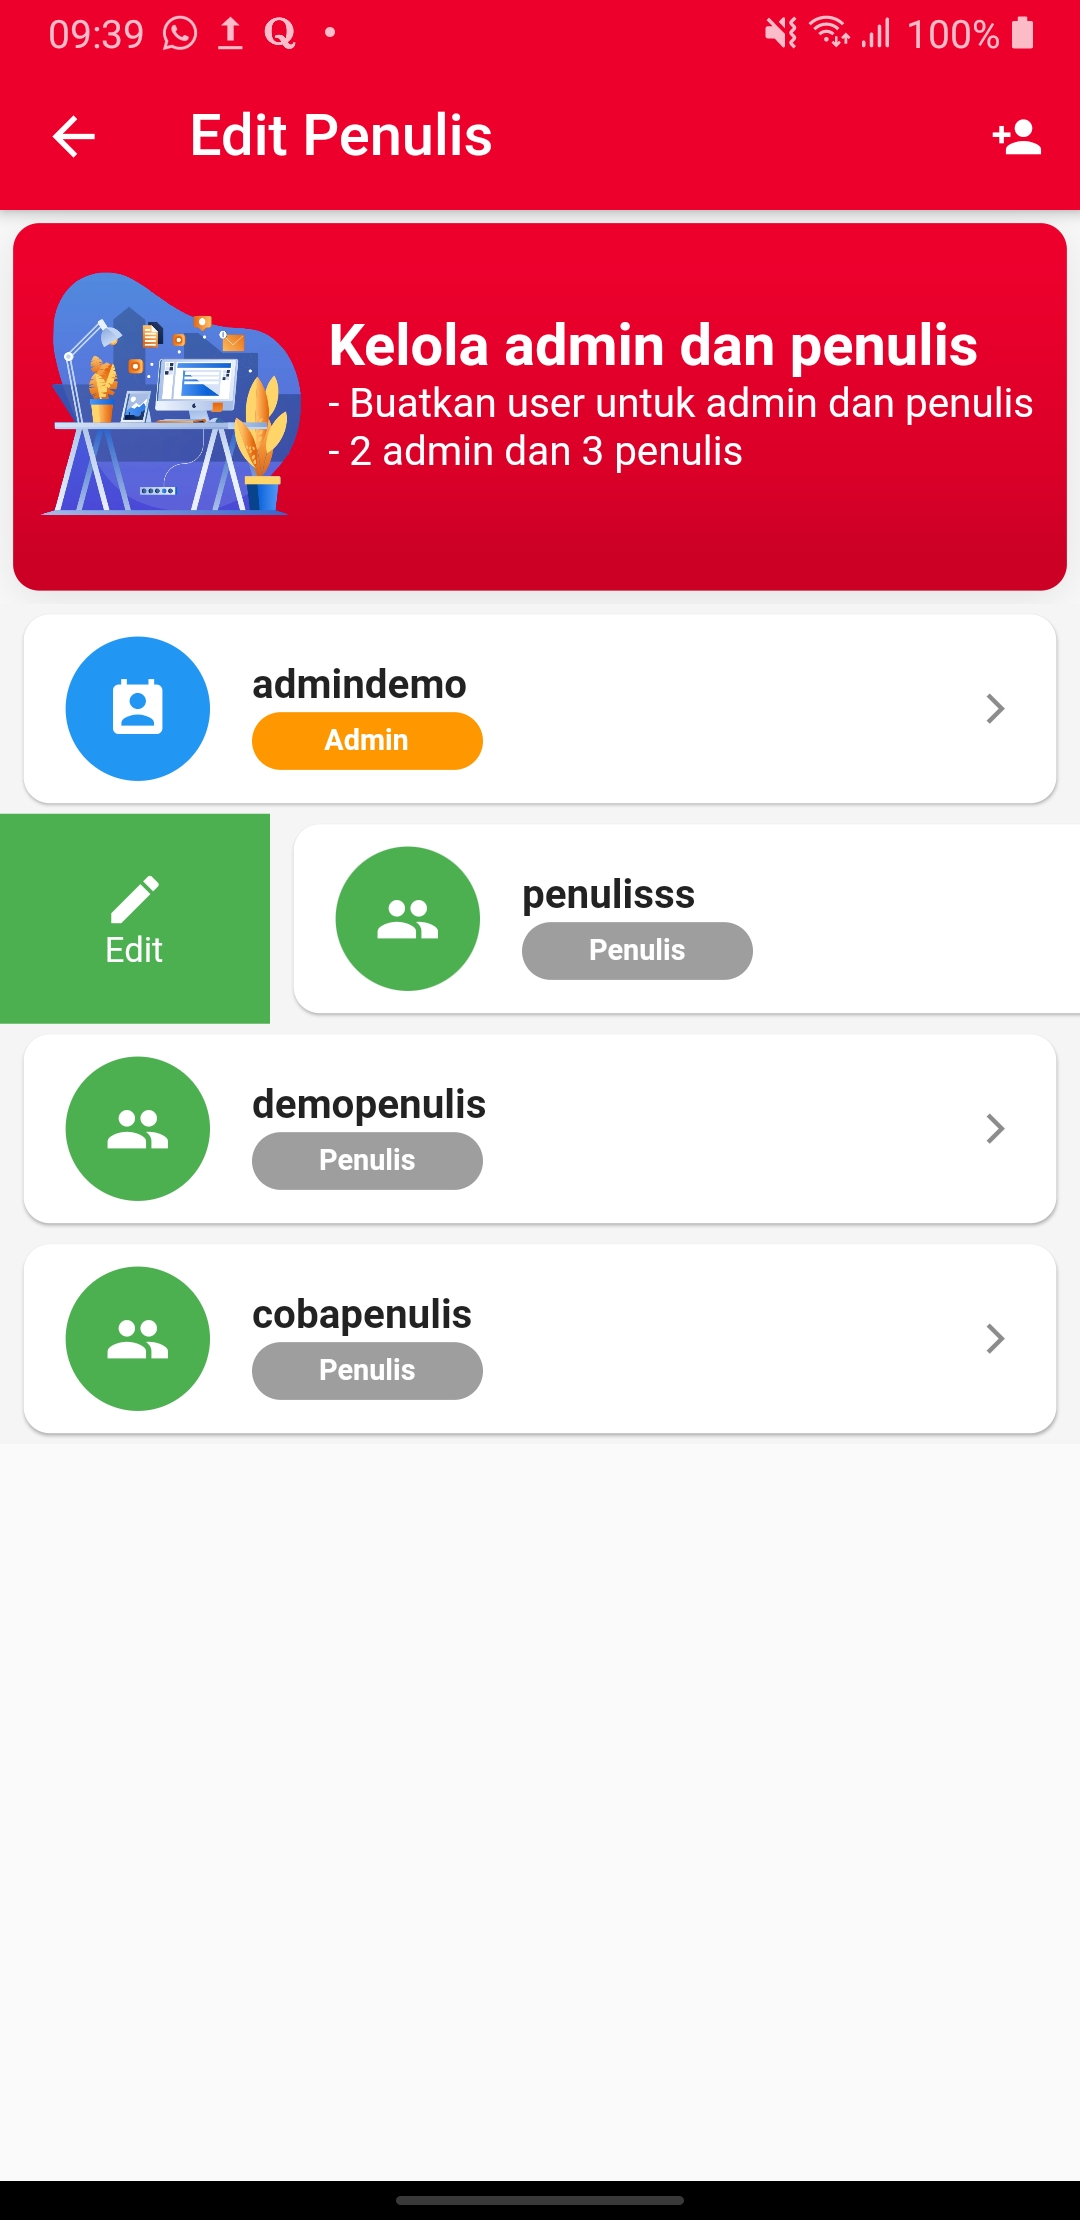 09:39
100%
Edit Penulis
Kelola admin dan penulis
- Buatkan user untuk admin dan penulis
- 2 admin dan 3 penulis
admindemo
Admin
Edit
penulisss
Penulis
demopenulis
Penulis
cobapenulis
Penulis